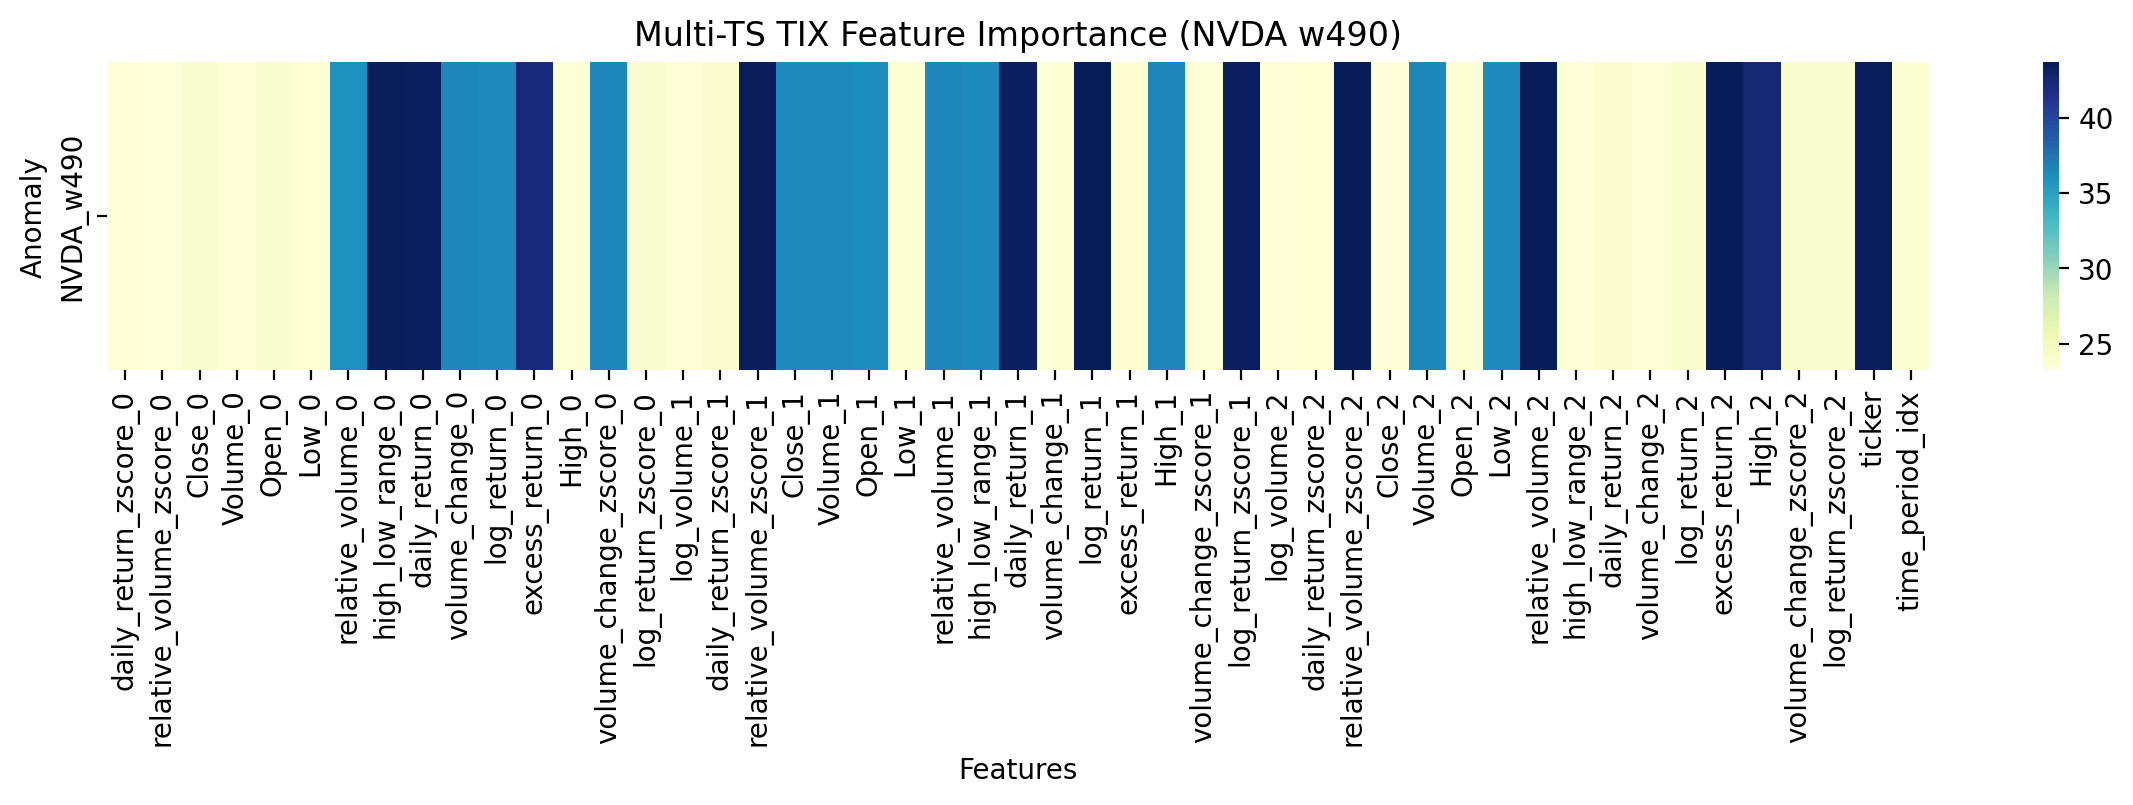 Multi-TS TIX Feature Importance (NVDA w490)
Anomaly
NVDA_w490
40
35
30
25
daily_return_zscore_0
relative_volume_zscore_0
Close_0
Volume_0
Open_0
Low_0
relative_volume_0
high_low_range_0
daily_return_0
volume_change_0
log_return_0
excess_return_0
High_0
volume_change_zscore_0
log_return_zscore_0
log_volume_1
daily_return_zscore_1
relative_volume_zscore_1
Close_1
Volume_1
Open_1
Low_1
relative_volume_1
high_low_range_1
daily_return_1
volume_change_1
log_return_1
excess_return_1
High_1
volume_change_zscore_1
log_return_zscore_1
log_volume_2
daily_return_zscore_2
relative_volume_zscore_2
Close_2
Volume_2
Open_2
Low_2
relative_volume_2
high_low_range_2
daily_return_2
volume_change_2
log_return_2
excess_return_2
High_2
volume_change_zscore_2
log_return_zscore_2
ticker
time_period_idx
Features